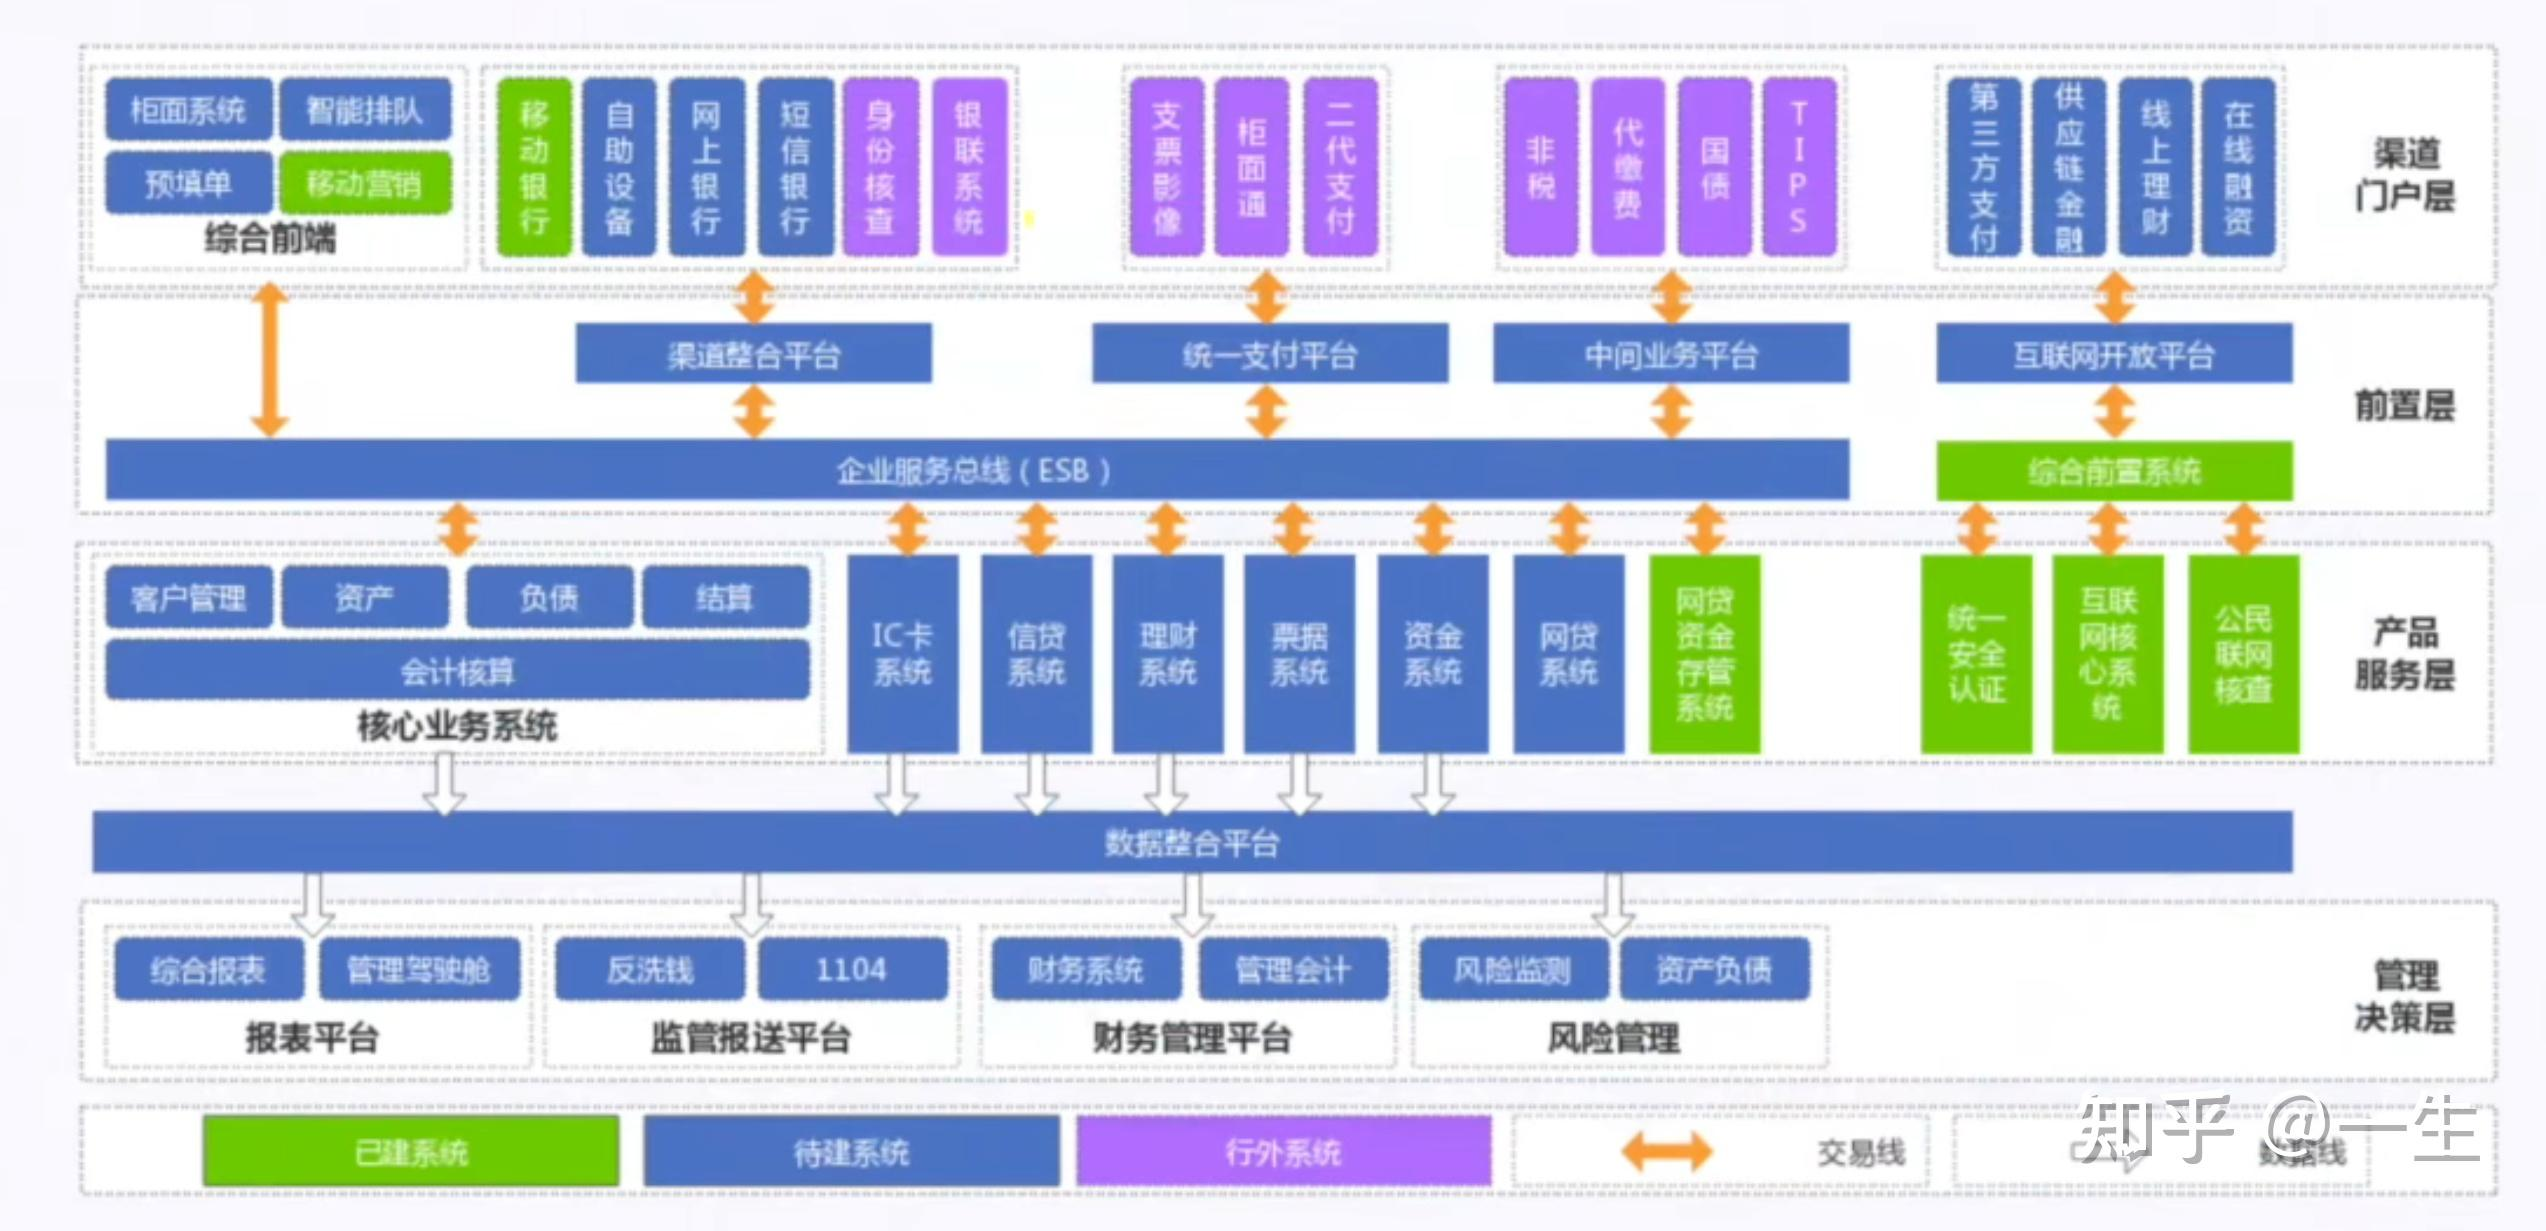 柜面系统
智能排队
预填单
移动营销
综合前端
移动银行
自助设备
网上银行
短信银行
身份核查
银联系统
支票影像
柜面通
二代支付
非税
代缴费
国债
TIPS
第三方支付
供应链金融
线上理财
在线融资
渠道
门户层
渠道整合平台
统一支付平台
中间业务平台
互联网开放平台
前置层
企业服务总线（ESB）
综合前置系统
客户管理
资产
负债
结算
会计核算
核心业务系统
IC卡
系统
信贷
系统
理财
系统
票据
系统
资金
系统
网贷
系统
网贷
资金
存管
系统
统一
安全
认证
互联
网核
心系
统
公民
联网
核查
产品
服务层
数据整合平台
综合报表
管理驾驶舱
报表平台
反洗钱
1104
监管报送平台
财务系统
管理会计
财务管理平台
风险监测
资产负债
风险管理
管理
决策层
已建系统
待建系统
行外系统
交易线
数据线
知乎 @一生